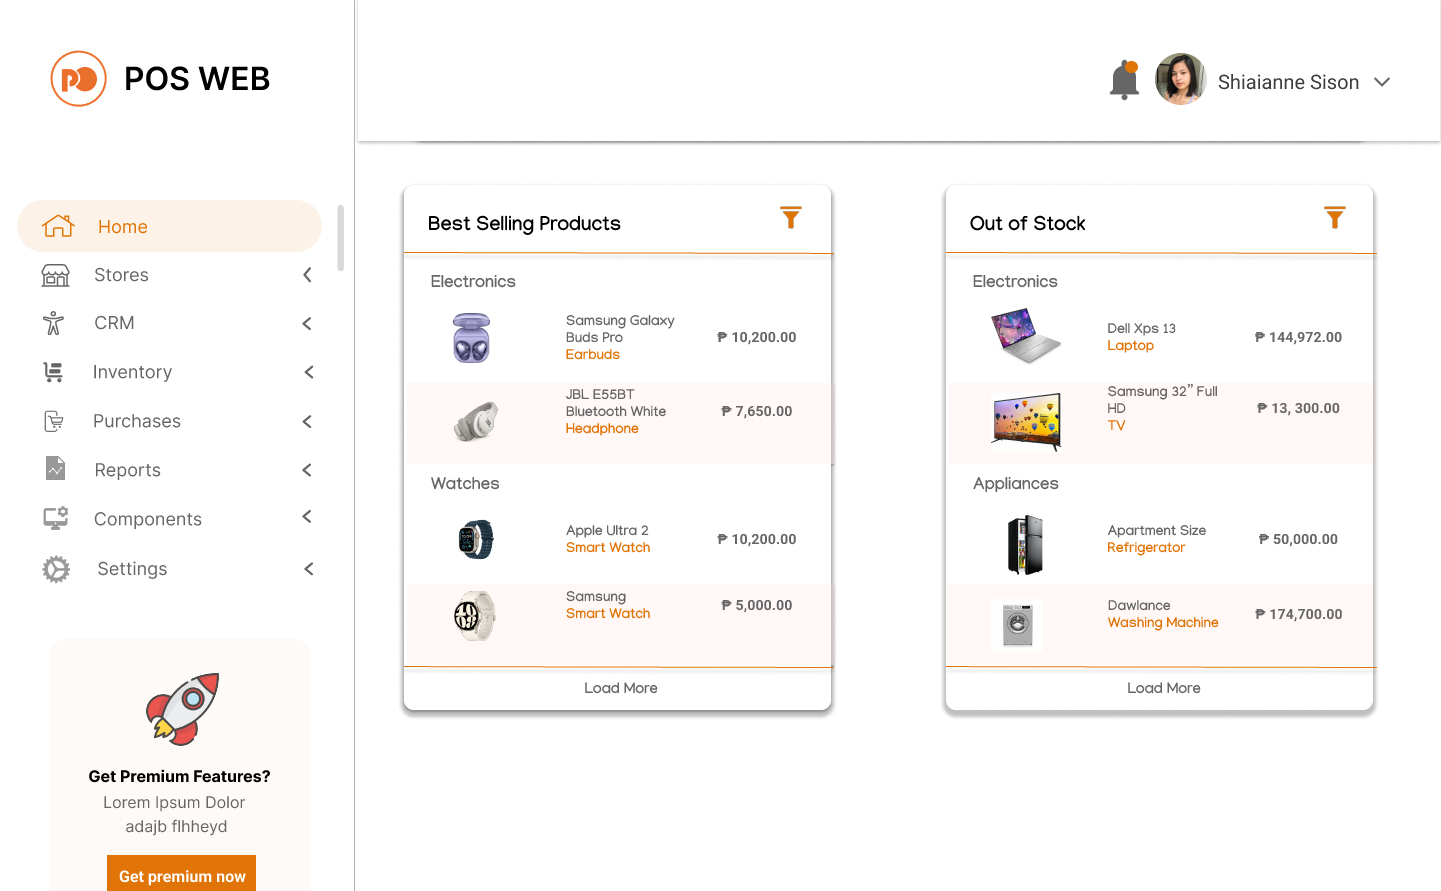 POS WEB
Shiaianne Sison
Home
Stores
CRM
Inventory
Purchases
Reports
Components
Settings
Get Premium Features?
Lorem Ipsum Dolor
adajb flhheyd
Get premium now
Best Selling Products
Electronics
Samsung Galaxy
Buds Pro
Earbuds
₱ 10,200.00
JBL E55BT
Bluetooth White
Headphone
₱ 7,650.00
Watches
Apple Ultra 2
Smart Watch
₱ 10,200.00
Samsung
Smart Watch
₱ 5,000.00
Load More
Out of Stock
Electronics
Dell Xps 13
Laptop
₱ 144,972.00
Samsung 32” Full
HD
TV
₱ 13, 300.00
Appliances
Apartment Size
Refrigerator
₱ 50,000.00
Dawlance
Washing Machine
₱ 174,700.00
Load More